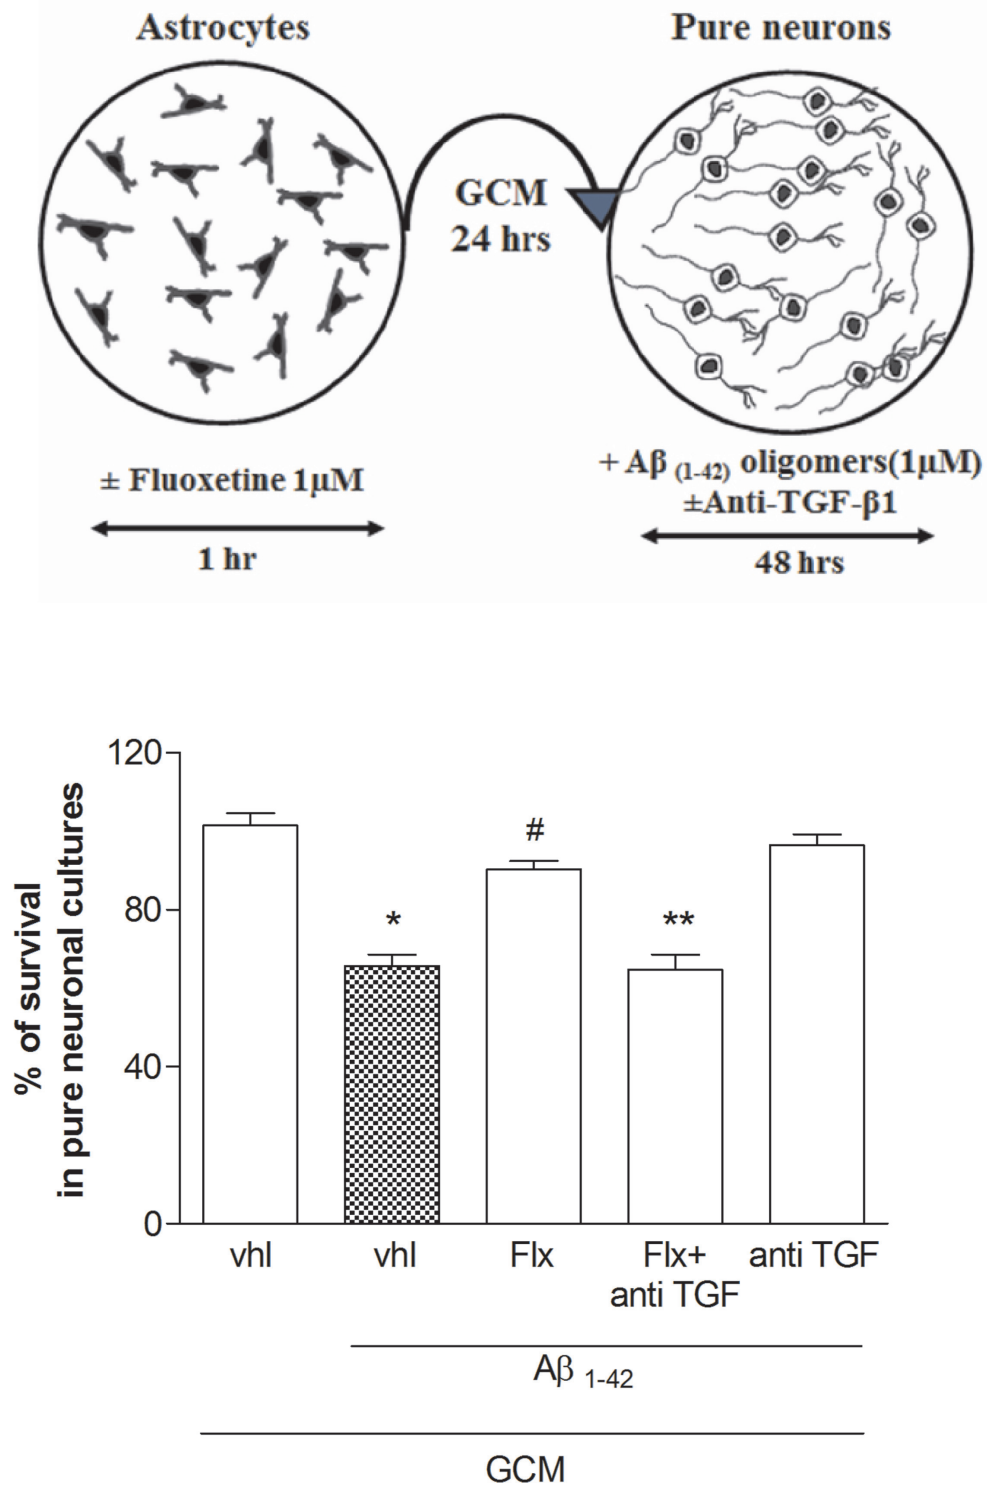 Astrocytes
Pure neurons
GCM
24 hrs
± Fluoxetine 1μM
1 hr
+ Aβ (1-42) oligomers(1μM)
±Anti-TGF-β1
48 hrs
% of survival
in pure neuronal cultures
120
80
40
0
*
#
**
vhl
vhl
Flx
Flx+
anti TGF
anti TGF
Aβ 1-42
GCM